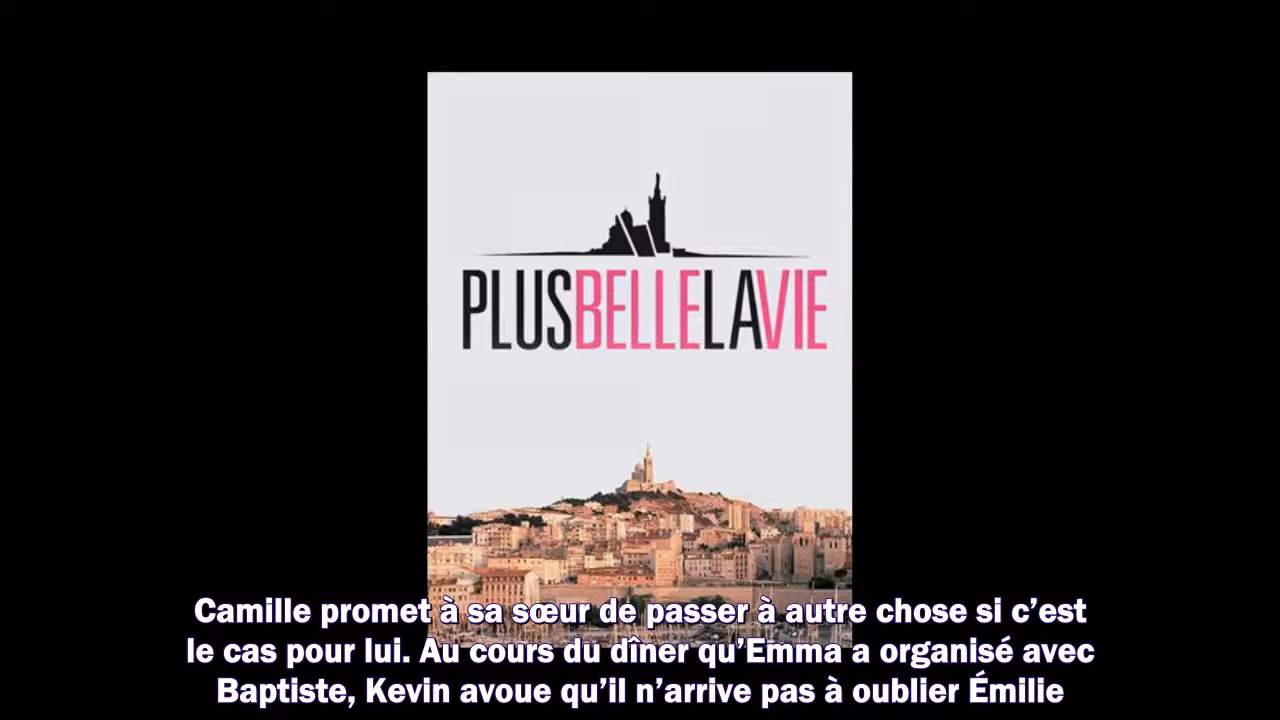 PLUSBELLELAVIE
Camille promet à sa sœur de passer à autre chose si c’est
le cas pour lui. Au cours du dîner qu’Emma a organisé avec
Baptiste, Kevin avoue qu’il n’arrive pas à oublier Émilie